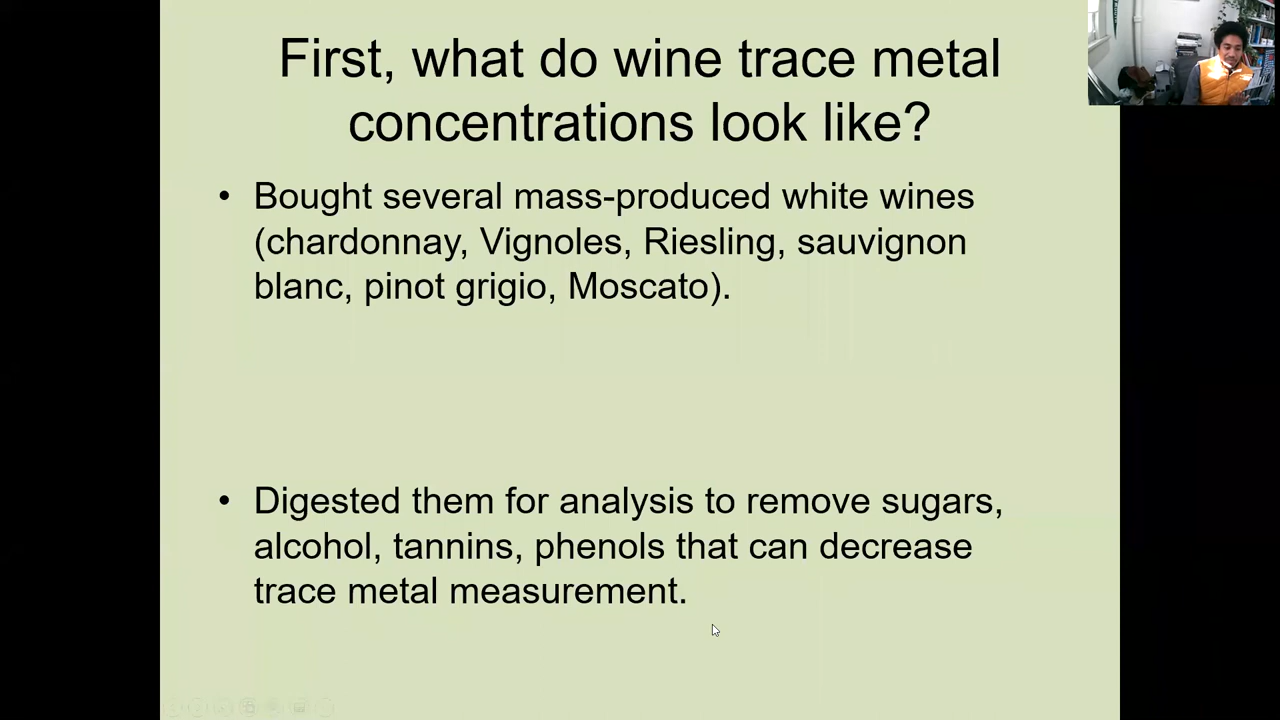 First, what do wine trace metal
concentrations look like?
• Bought several mass-produced white wines
(chardonnay, Vignoles, Riesling, sauvignon
blanc, pinot grigio, Moscato).
• Digested them for analysis to remove sugars,
alcohol, tannins, phenols that can decrease
trace metal measurement.